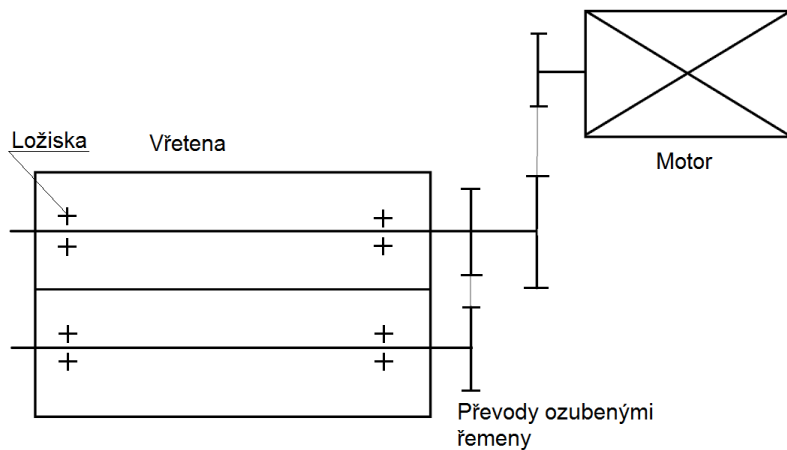 Ložiska
Vřetena
Motor
Převody ozubenými
řemeny